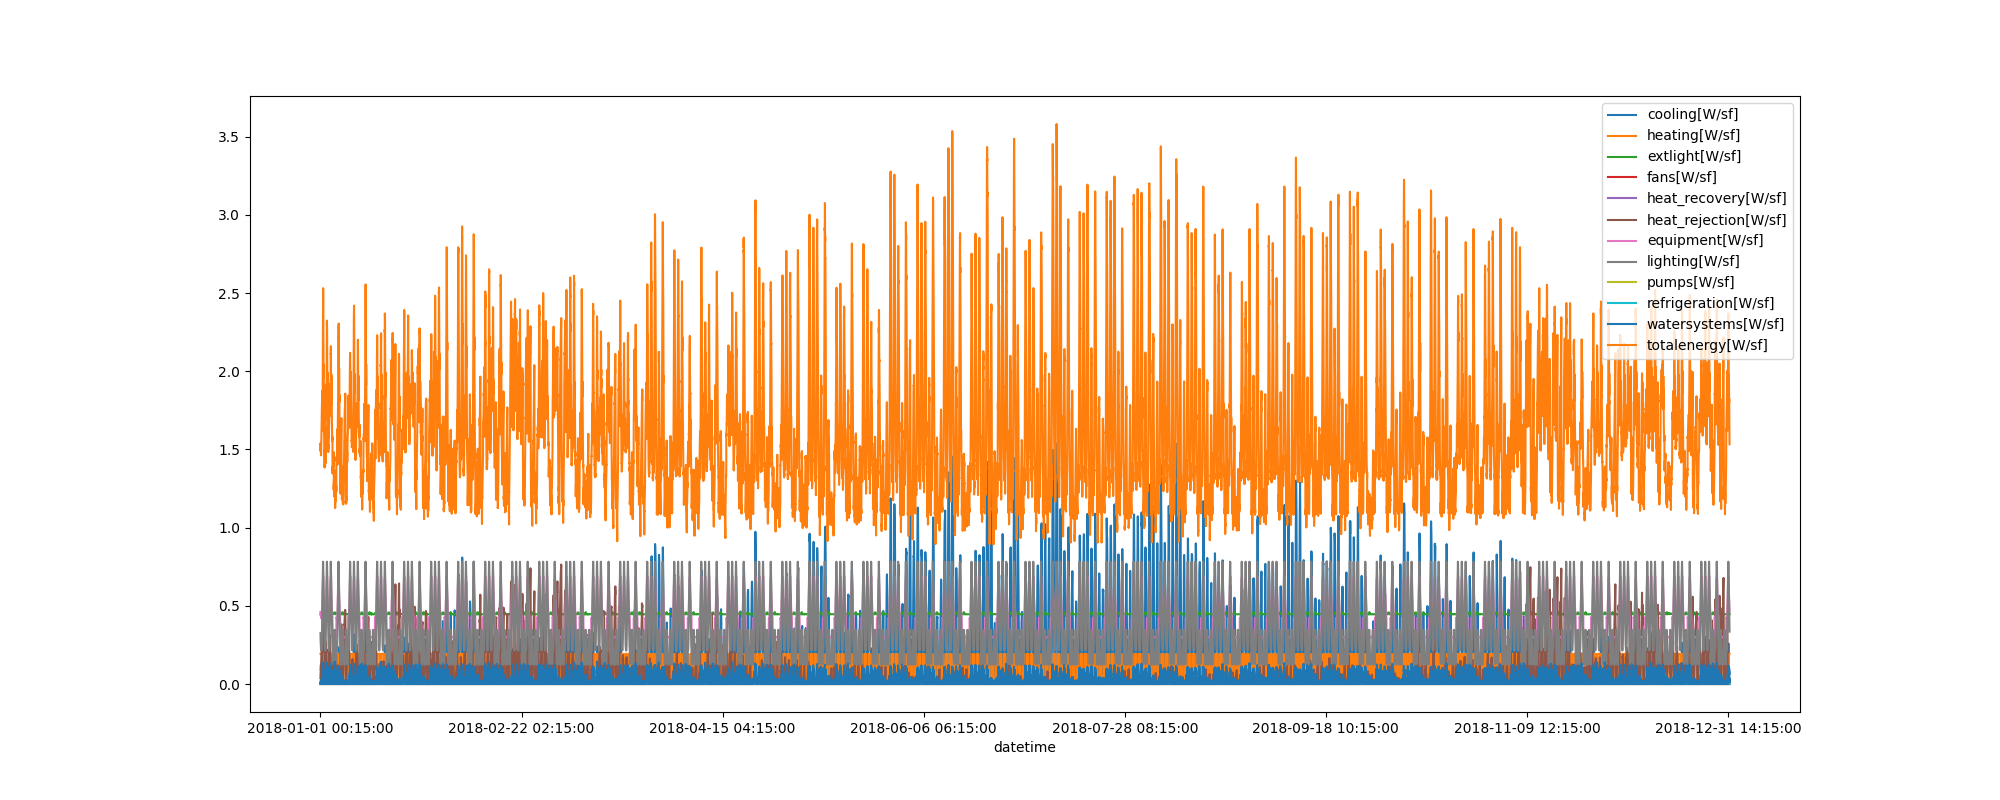 3.5
3.0
2.5
2.0
1.5
1.0
0.5
0.0
cooling[W/sf]
heating[W/sf]
extlight[W/sf]
fans[W/sf]
heat_recovery[W/sf]
heat_rejection[W/sf]
equipment[W/sf]
lighting[W/sf]
pumps[W/sf]
refrigeration[W/sf]
watersystems[W/sf]
totalenergy[W/sf]
2018-01-01 00:15:00 2018-02-22 02:15:00 2018-04-15 04:15:00 2018-06-06 06:15:00 2018-07-28 08:15:00 2018-09-18 10:15:00 2018-11-09 12:15:00 2018-12-31 14:15:00
datetime